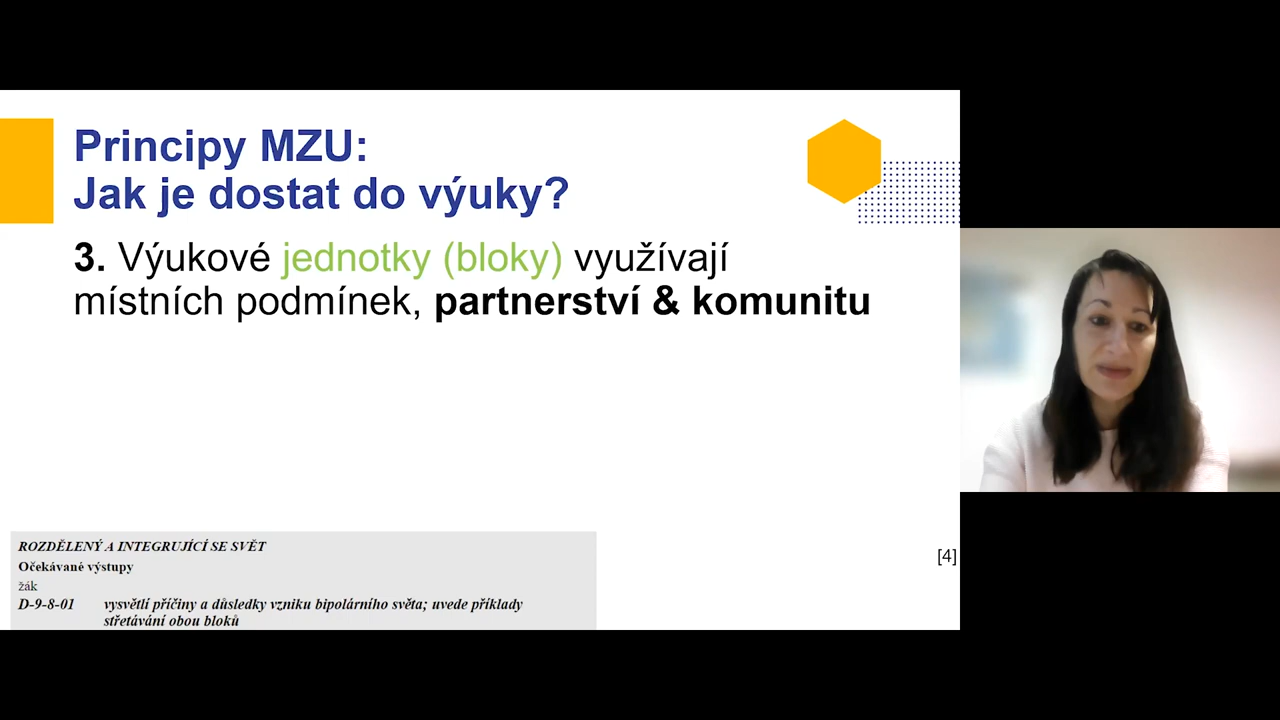 Principy MZU:
Jak je dostat do výuky?
3. Výukové jednotky (bloky) využívají
místních podmínek, partnerství & komunitu
[4]
ROZDĚLENÝ A INTEGRUJÍCÍ SE SVĚT
Očekávané výstupy
žák
D-9-8-01 vysvětlí příčiny a důsledky vzniku bipolárního světa; uvede příklady
střetávání obou bloků